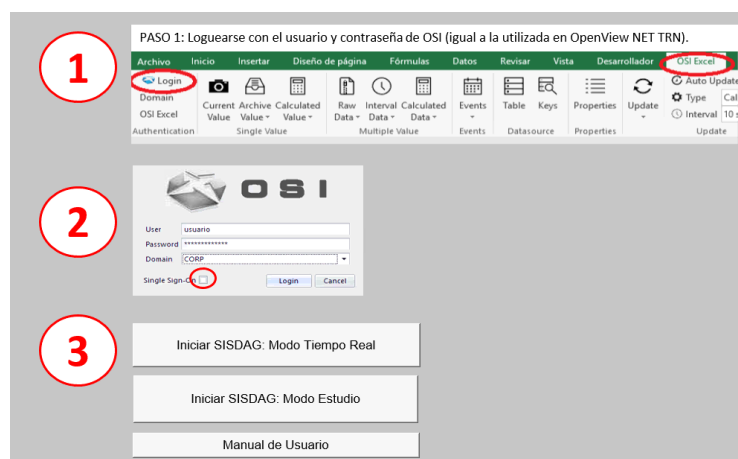 PASO 1: Loguearse con el usuario y contraseña de OSI (igual a la utilizada en OpenView NET TRN).
1
Archivo Inicio Insertar Diseño de página Fórmulas Datos Revisar Vista Desarrollador OSI Excel
Login
Domain
OSI Excel
Authentication
Current Value
Archive Value
Calculated Value
Single Value
Raw Data
Interval Data
Calculated Data
Multiple Value
Events
Events
Table
Keys
Datasource
Properties
Properties
Update
Auto Update
Type Cal
Interval 10 s
Update
2
OSI
User usuario
Password *************
Domain CORP
Single Sign-On Login Cancel
3
Iniciar SISDAG: Modo Tiempo Real
Iniciar SISDAG: Modo Estudio
Manual de Usuario